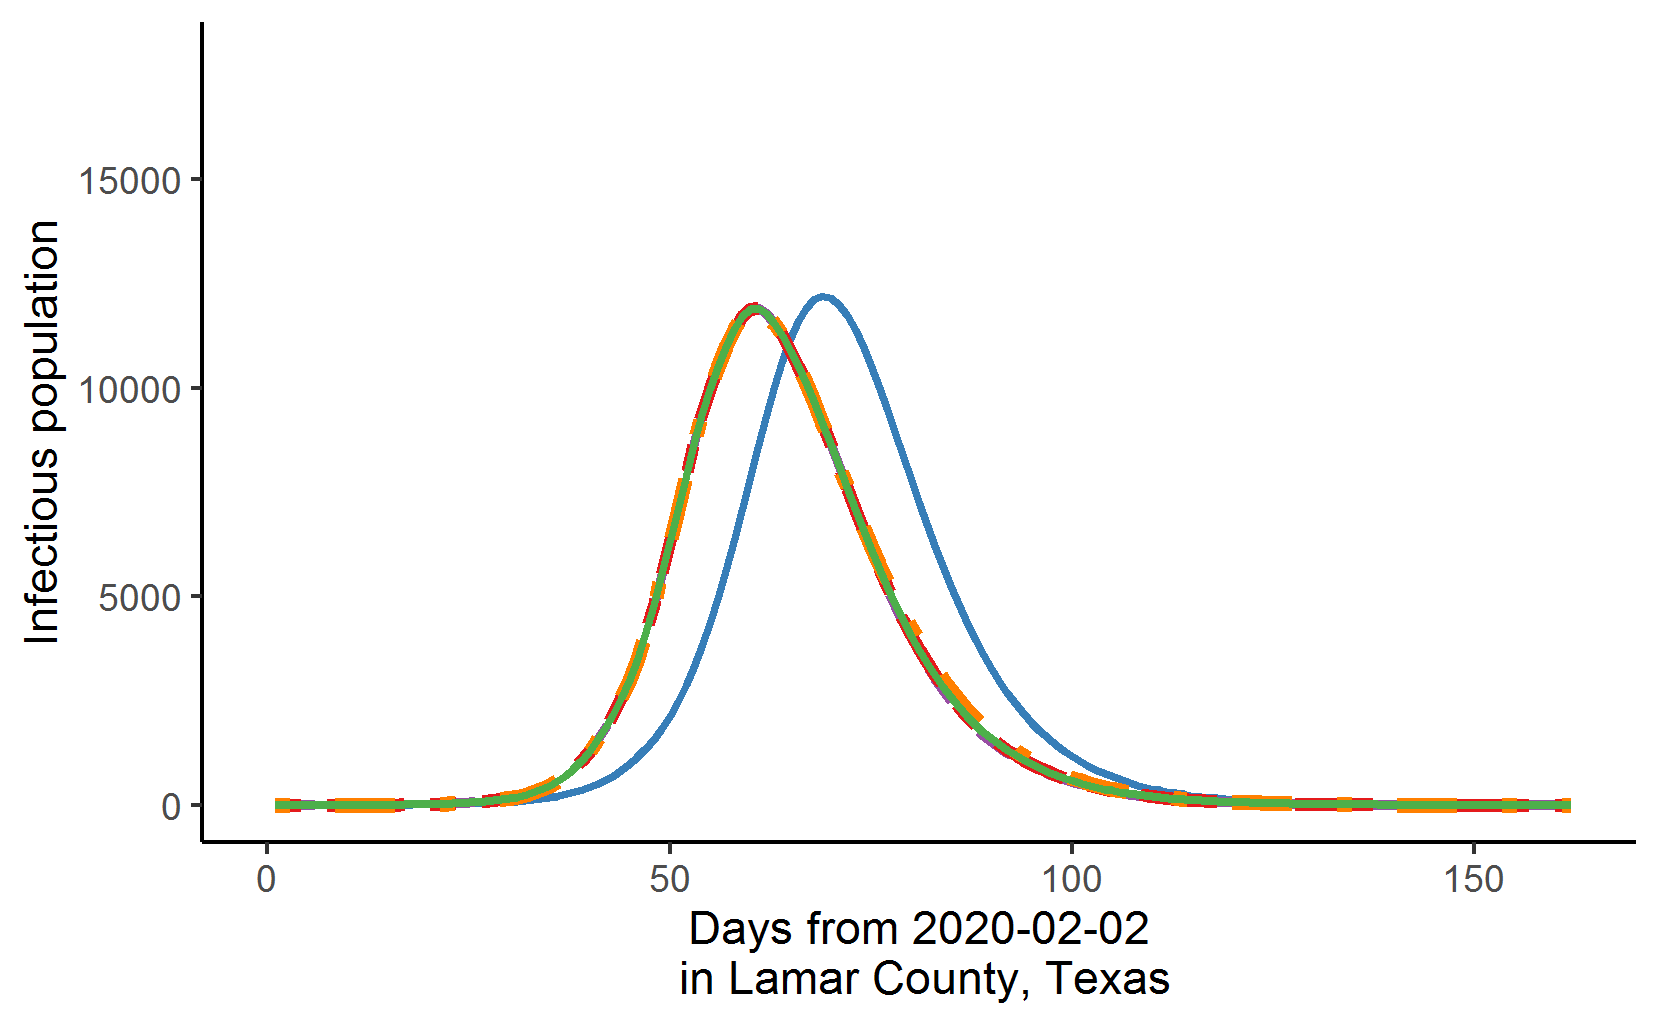 Infectious population
15000
10000
5000
0
0 50 100 150
Days from 2020-02-02
in Lamar County, Texas